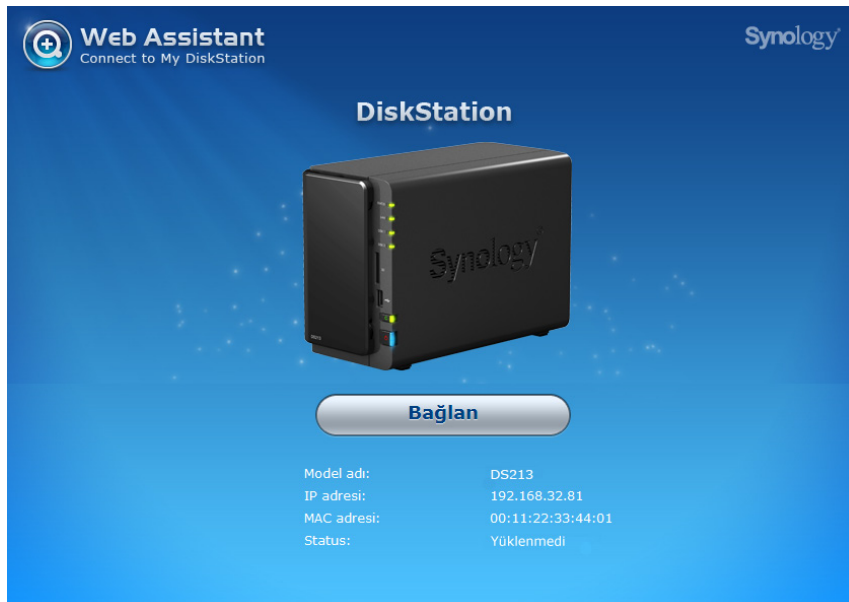 Web Assistant
Connect to My DiskStation
Synology
DiskStation
Synology
Bağlan
Model adı: DS213
IP adresi: 192.168.32.81
MAC adresi: 00:11:22:33:44:01
Status: Yüklenmedi